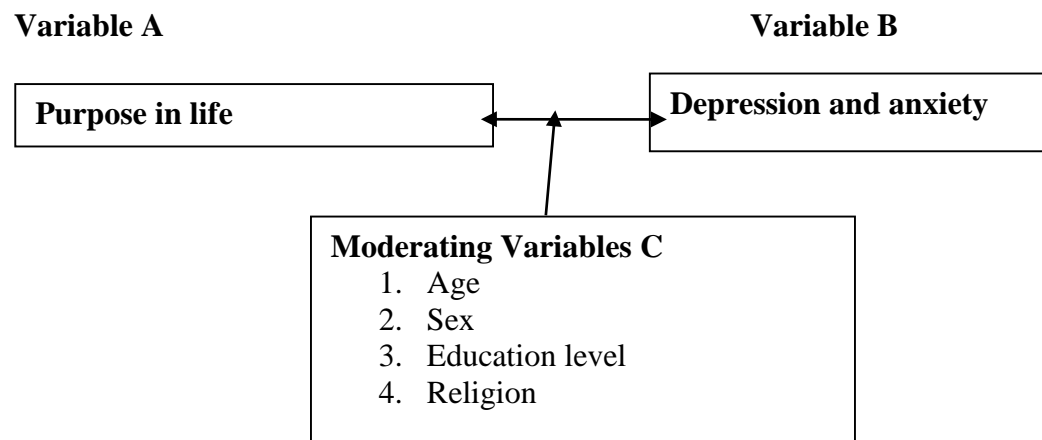 Variable A Variable B
Purpose in life Depression and anxiety
Moderating Variables C
1. Age
2. Sex
3. Education level
4. Religion